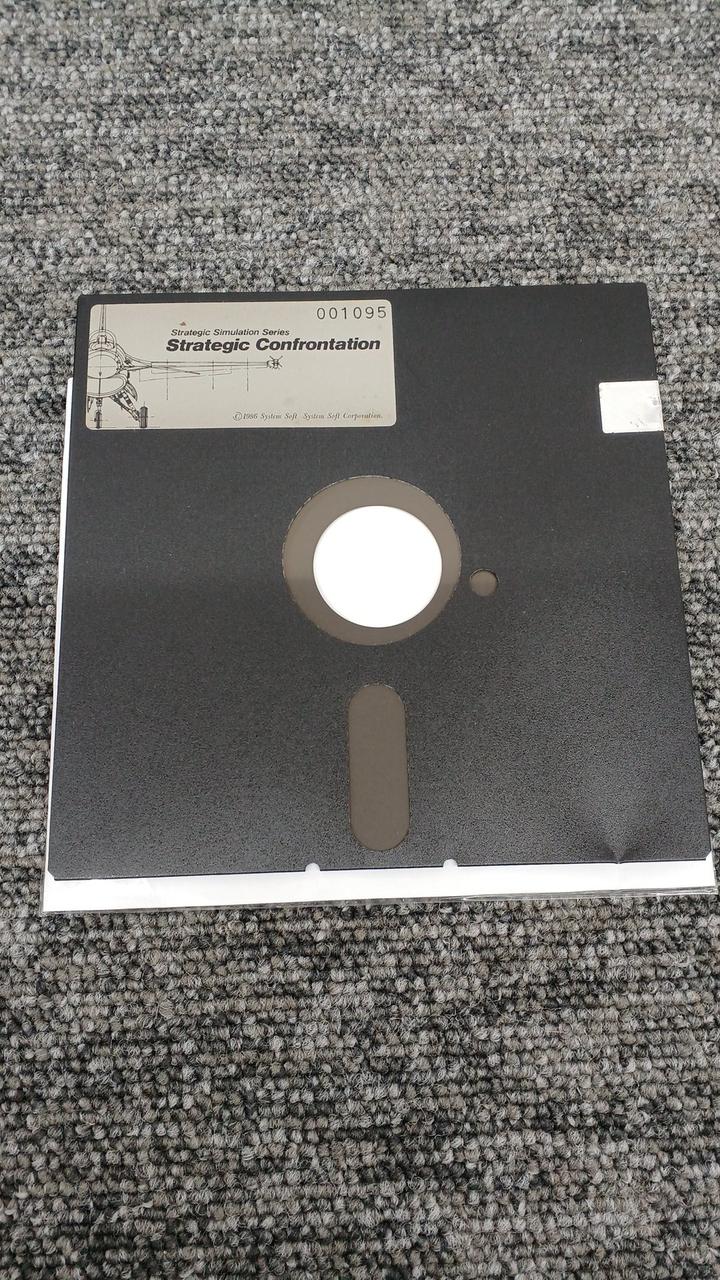 001095
Strategic Simulation Series
Strategic Confrontation
©1986 System Soft System Soft Corporation.